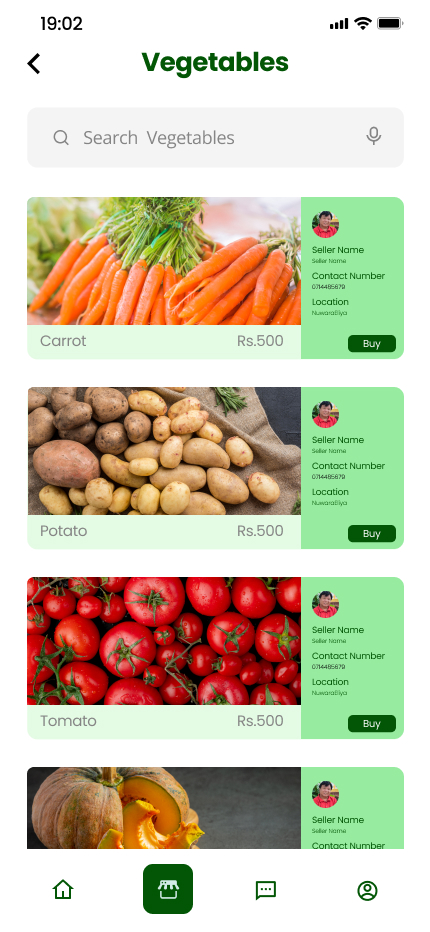 19:02
Vegetables
Search Vegetables
Seller Name
Seller Name
Contact Number
0714485679
Location
NuwaraEliya
Carrot Rs.500 Buy
Seller Name
Seller Name
Contact Number
0714485679
Location
NuwaraEliya
Potato Rs.500 Buy
Seller Name
Seller Name
Contact Number
0714485679
Location
NuwaraEliya
Tomato Rs.500 Buy
Seller Name
Seller Name
Contact Number